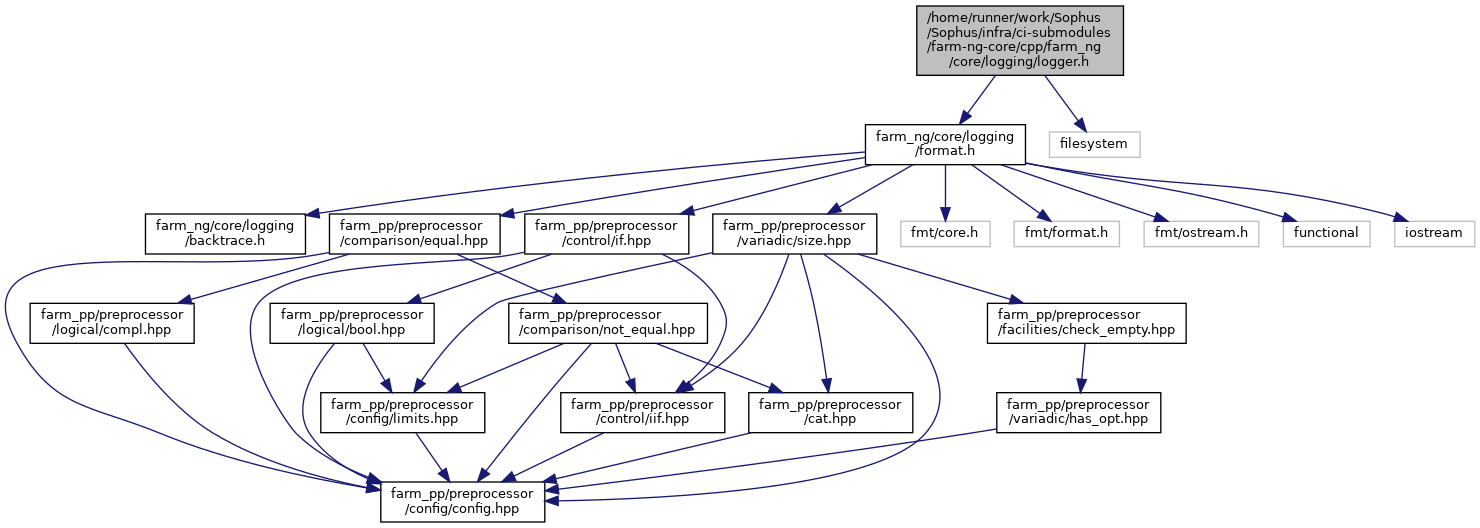 /home/runner/work/Sophus
/Sophus/infra/ci-submodules
/farm-ng-core/cpp/farm_ng
/core/logging/logger.h
farm_ng/core/logging
/format.h
filesystem
farm_ng/core/logging
/backtrace.h
farm_pp/preprocessor
/comparison/equal.hpp
farm_pp/preprocessor
/control/if.hpp
farm_pp/preprocessor
/variadic/size.hpp
fmt/core.h
fmt/format.h
fmt/ostream.h
functional
iostream
farm_pp/preprocessor
/logical/compl.hpp
farm_pp/preprocessor
/logical/bool.hpp
farm_pp/preprocessor
/comparison/not_equal.hpp
farm_pp/preprocessor
/facilities/check_empty.hpp
farm_pp/preprocessor
/config/limits.hpp
farm_pp/preprocessor
/control/iif.hpp
farm_pp/preprocessor
/cat.hpp
farm_pp/preprocessor
/variadic/has_opt.hpp
farm_pp/preprocessor
/config/config.hpp